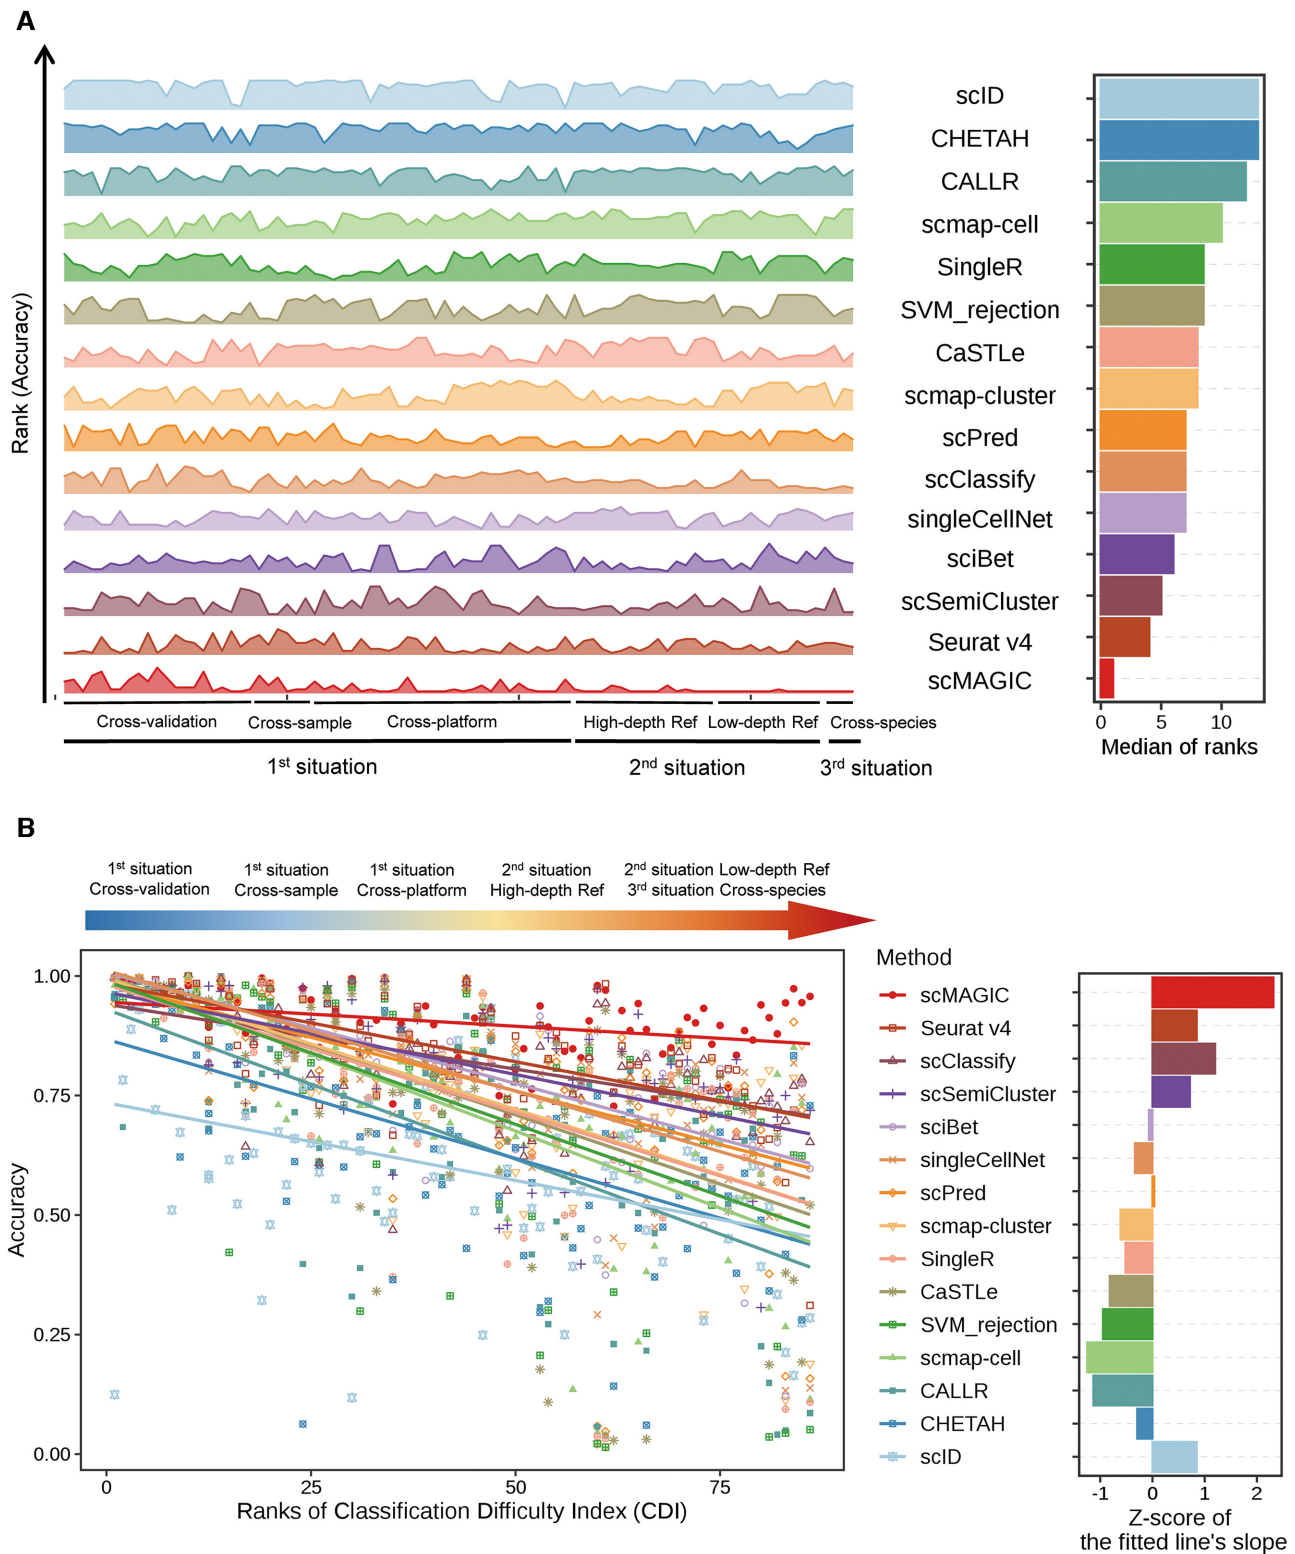 A
Rank (Accuracy)
scID
CHETAH
CALLR
scmap-cell
SingleR
SVM_rejection
CaSTLe
scmap-cluster
scPred
scClassify
singleCellNet
sciBet
scSemiCluster
Seurat v4
scMAGIC
Cross-validation Cross-sample Cross-platform High-depth Ref Low-depth Ref Cross-species
1st situation 2nd situation 3rd situation
0 5 10
Median of ranks
B
1st situation 1st situation 1st situation 2nd situation 2nd situation Low-depth Ref
Cross-validation Cross-sample Cross-platform High-depth Ref 3rd situation Cross-species
1.00
0.75
0.50
0.25
0.00
Accuracy
0 25 50 75
Ranks of Classification Difficulty Index (CDI)
Method
scMAGIC
Seurat v4
scClassify
scSemiCluster
sciBet
singleCellNet
scPred
scmap-cluster
SingleR
CaSTLe
SVM_rejection
scmap-cell
CALLR
CHETAH
scID
-1 0 1 2
Z-score of
the fitted line's slope